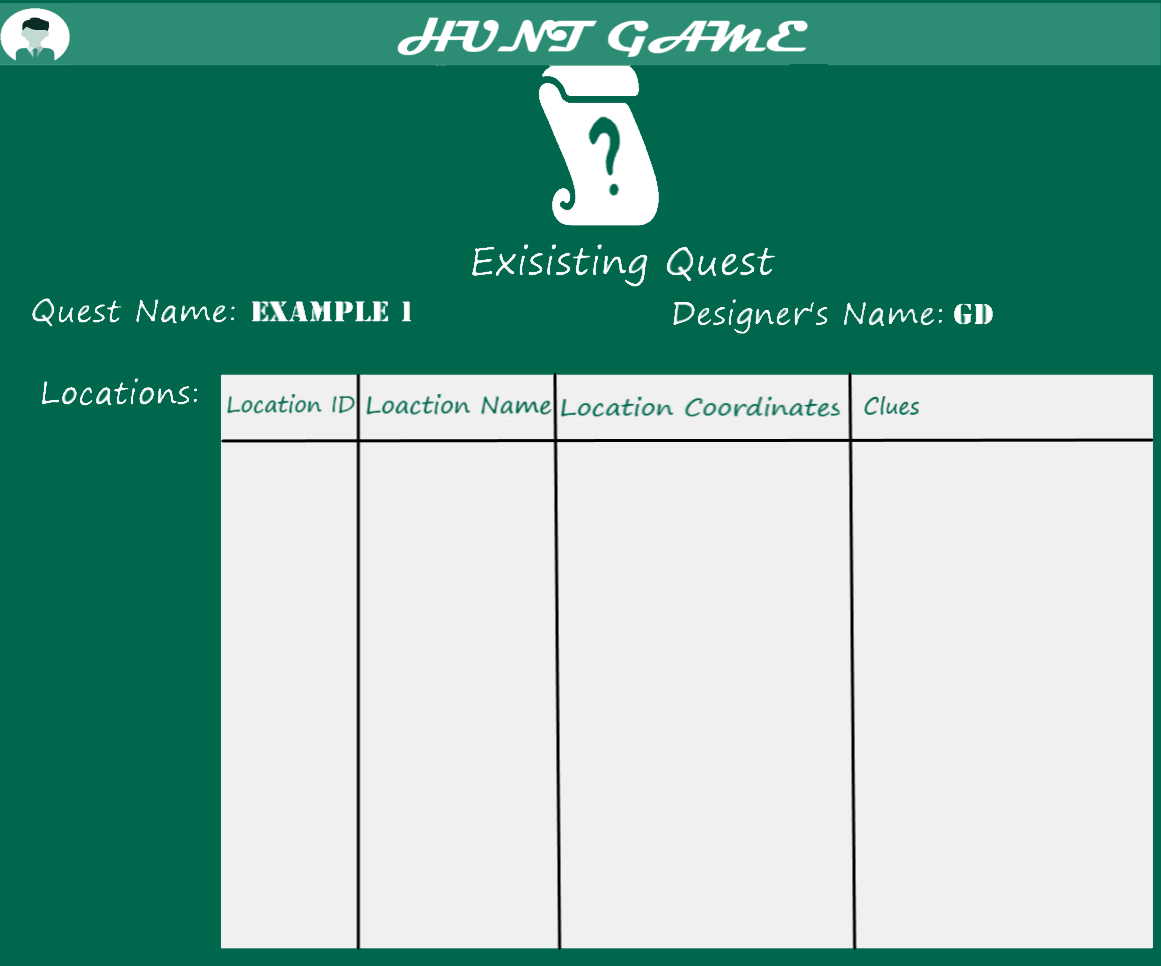 HUNT GAME
?
Exisisting Quest
Quest Name: EXAMPLE 1
Designer's Name: GD
Locations:
Location ID Loaction Name Location Coordinates Clues